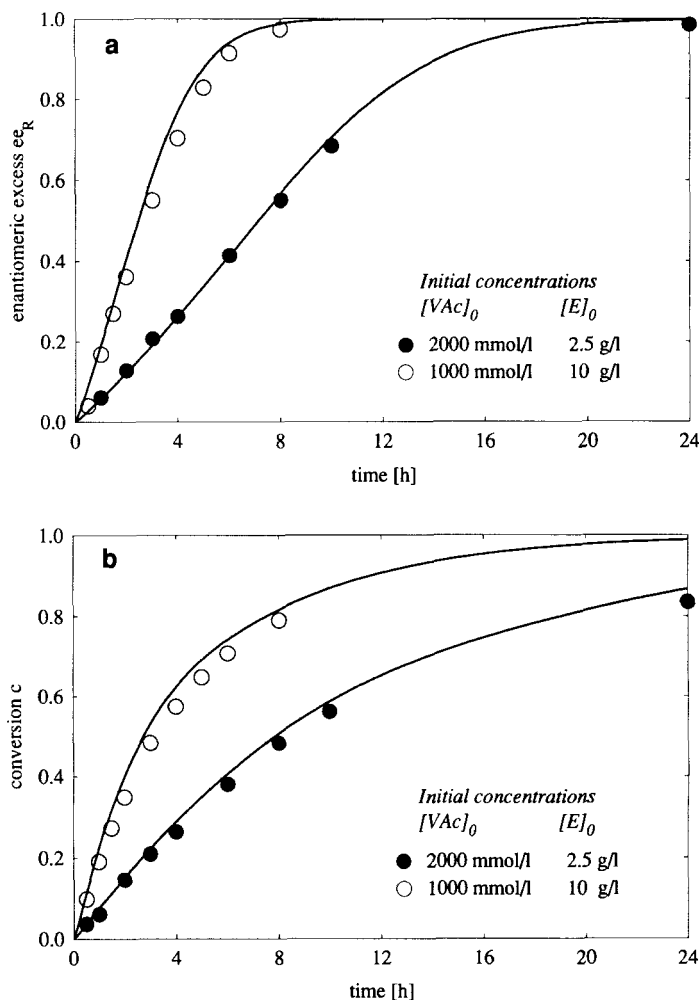 a
1.0
0.8
0.6
0.4
0.2
0.0
enantiomeric excess ee_R
Initial concentrations
[VAc]_0 [E]_0
2000 mmol/l 2.5 g/l
1000 mmol/l 10 g/l
0 4 8 12 16 20 24
time [h]
b
1.0
0.8
0.6
0.4
0.2
0.0
conversion c
Initial concentrations
[VAc]_0 [E]_0
2000 mmol/l 2.5 g/l
1000 mmol/l 10 g/l
0 4 8 12 16 20 24
time [h]